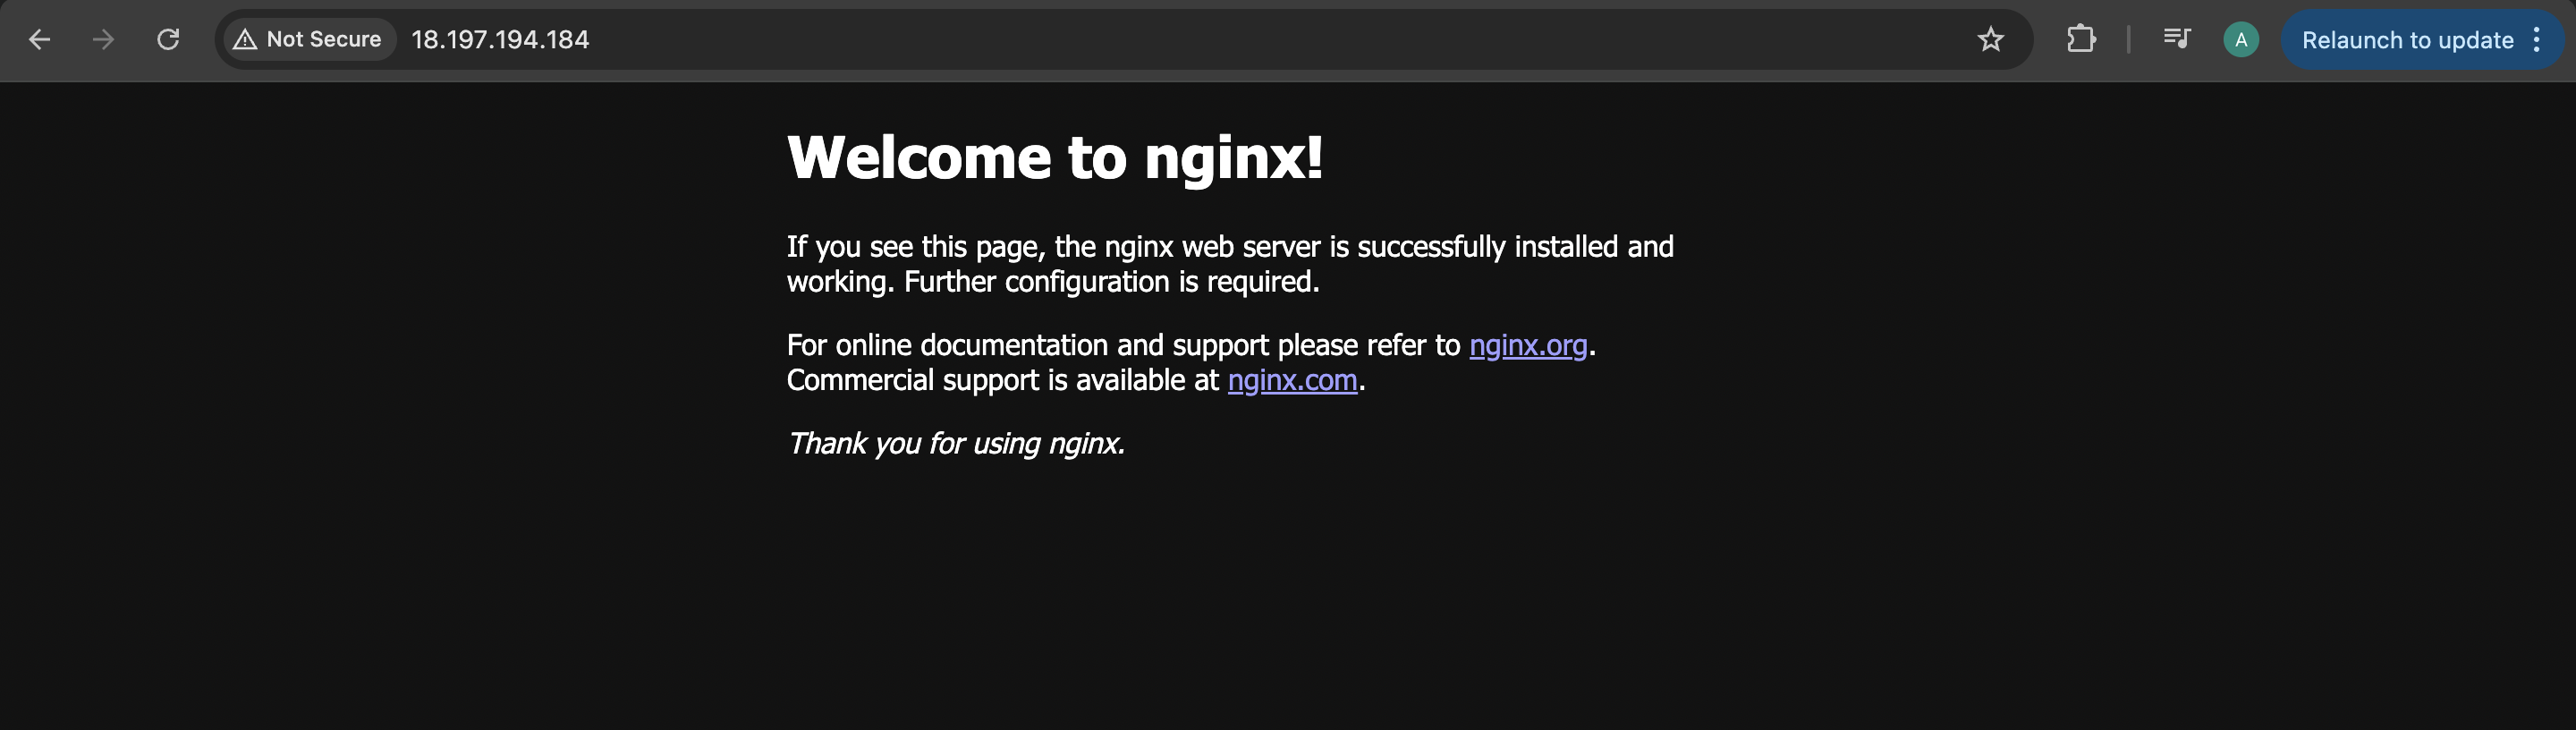 Not Secure 18.197.194.184 A Relaunch to update
Welcome to nginx!
If you see this page, the nginx web server is successfully installed and
working. Further configuration is required.
For online documentation and support please refer to nginx.org.
Commercial support is available at nginx.com.
Thank you for using nginx.